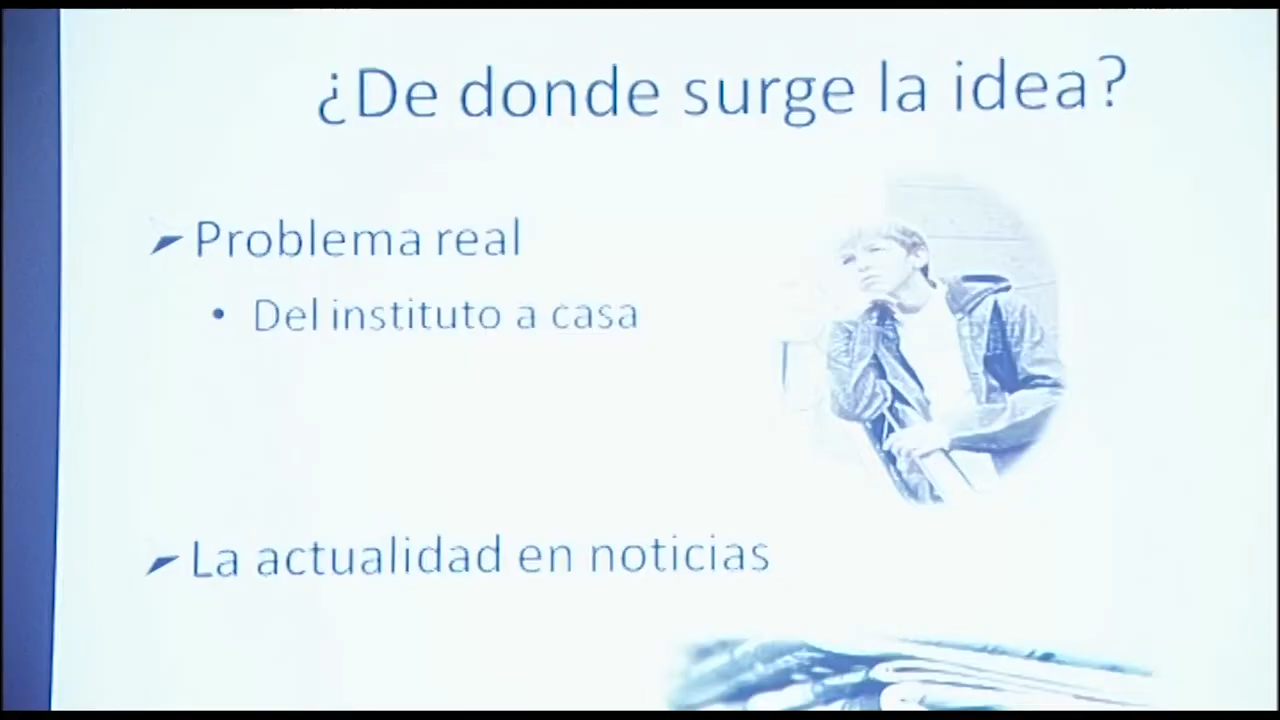 ¿De donde surge la idea?
Problema real
• Del instituto a casa
La actualidad en noticias